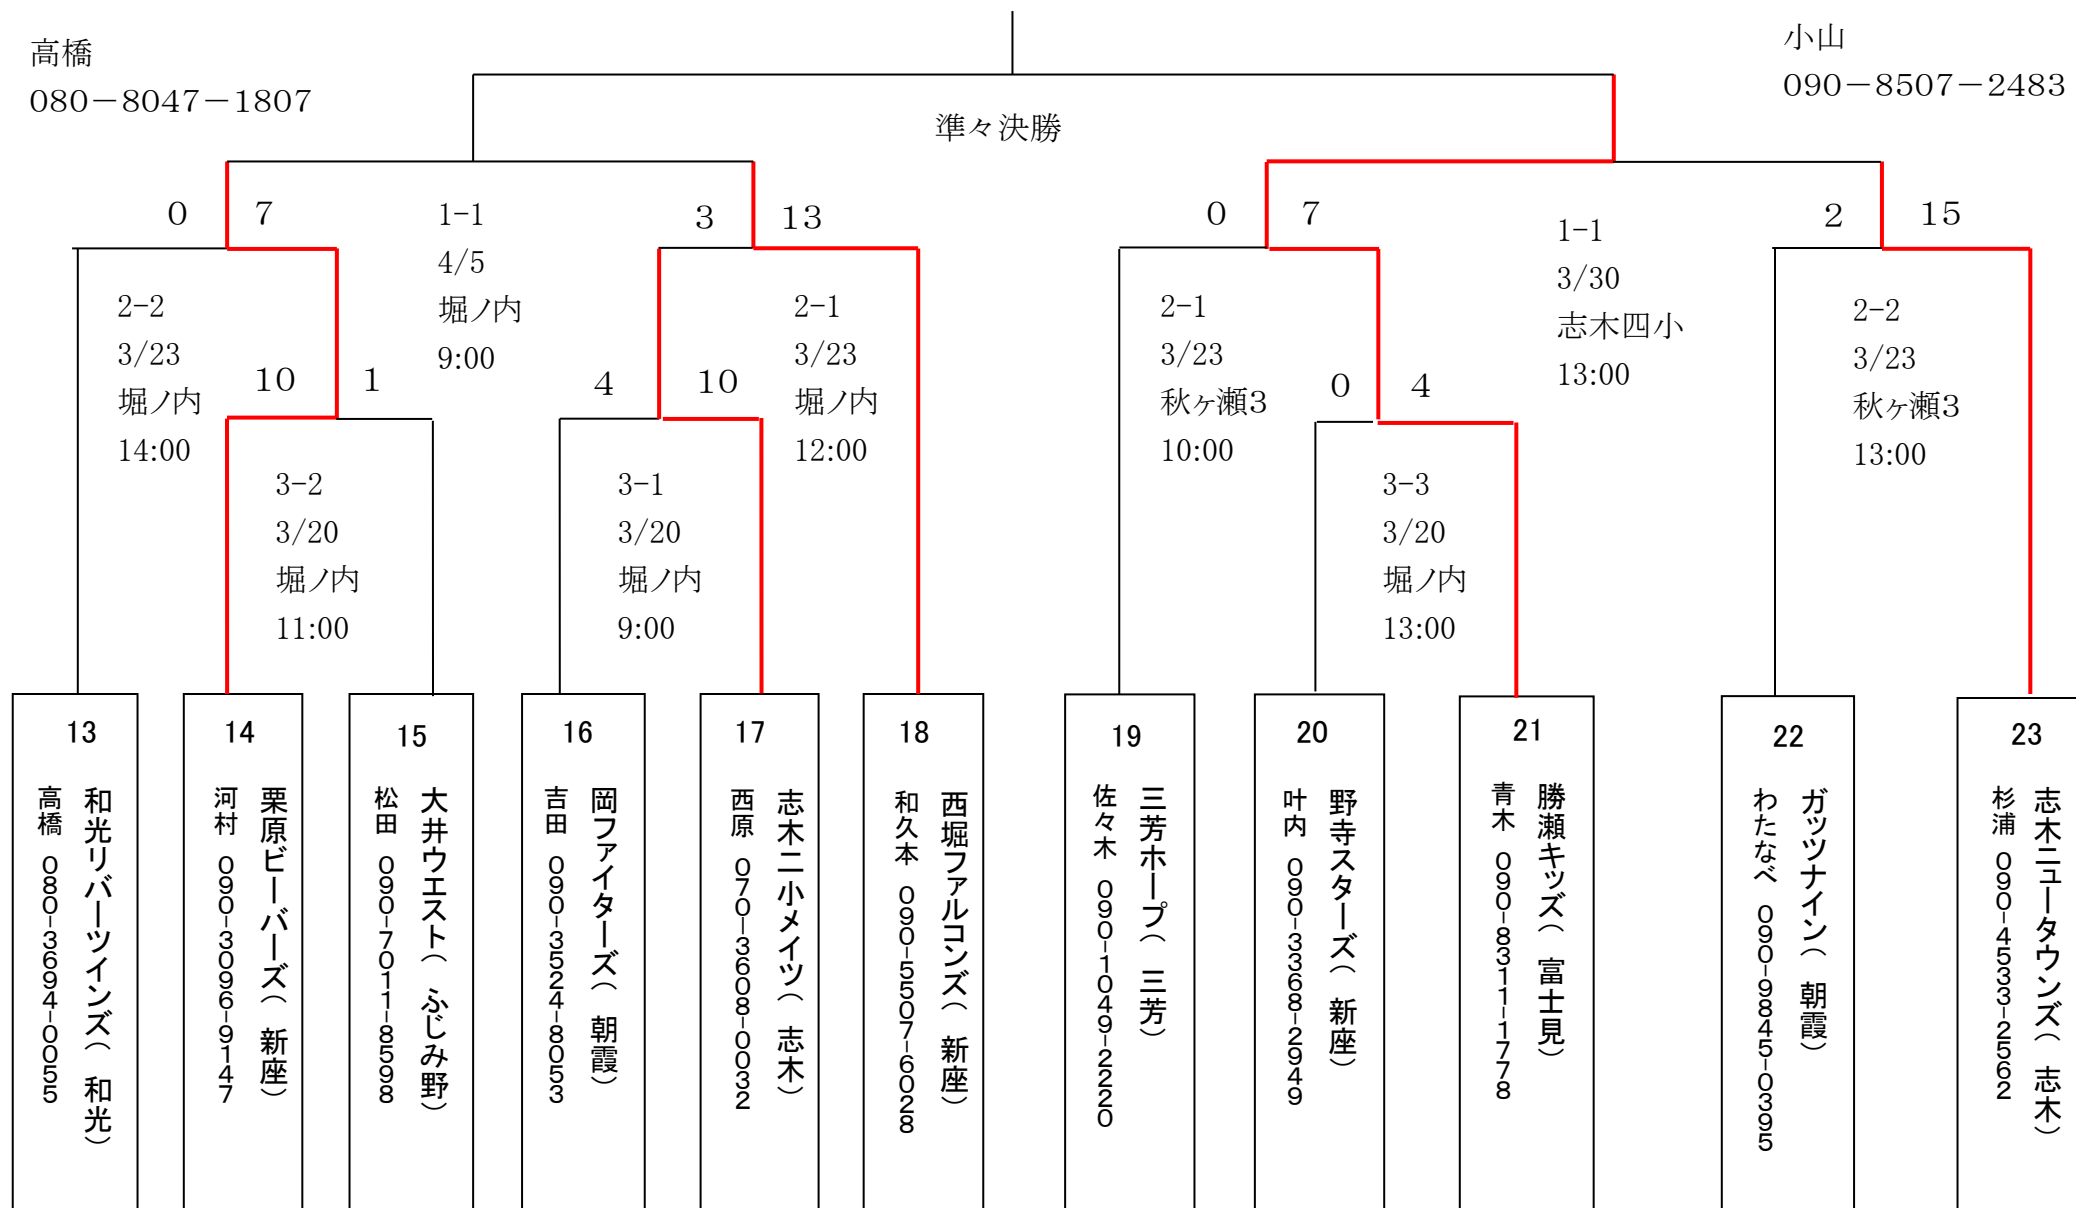 高橋
080－8047－1807
小山
090－8507－2483
準々決勝
0 7
1-1
4/5
堀ノ内
9:00
3 13
0 7
1-1
3/30
志木四小
13:00
2 15
2-2
3/23
堀ノ内
14:00
10 1
4 10
2-1
3/23
堀ノ内
12:00
2-1
3/23
秋ヶ瀬3
10:00
0 4
2-2
3/23
秋ヶ瀬3
13:00
3-2
3/20
堀ノ内
11:00
3-1
3/20
堀ノ内
9:00
3-3
3/20
堀ノ内
13:00
13
和光リバーツインズ（ 和光）
高橋 080-3694-0055
14
栗原ビーバーズ（ 新座）
河村 090-3096-9147
15
大井ウエスト（ ふじみ野）
松田 090-7011-8598
16
岡ファイターズ（ 朝霞）
吉田 090-3524-8053
17
志木二小メイツ（ 志木）
西原 070-3608-0032
18
西堀ファルコンズ（ 新座）
和久本 090-5507-6028
19
三芳ホープ（ 三芳）
佐々木 090-1049-2220
20
野寺スターズ（ 新座）
叶内 090-3368-2949
21
勝瀬キッズ（ 富士見）
青木 090-8311-1778
22
ガッツナイン（ 朝霞）
わたなべ 090-9845-0395
23
志木ニュータウンズ（ 志木）
杉浦 090-4533-2562